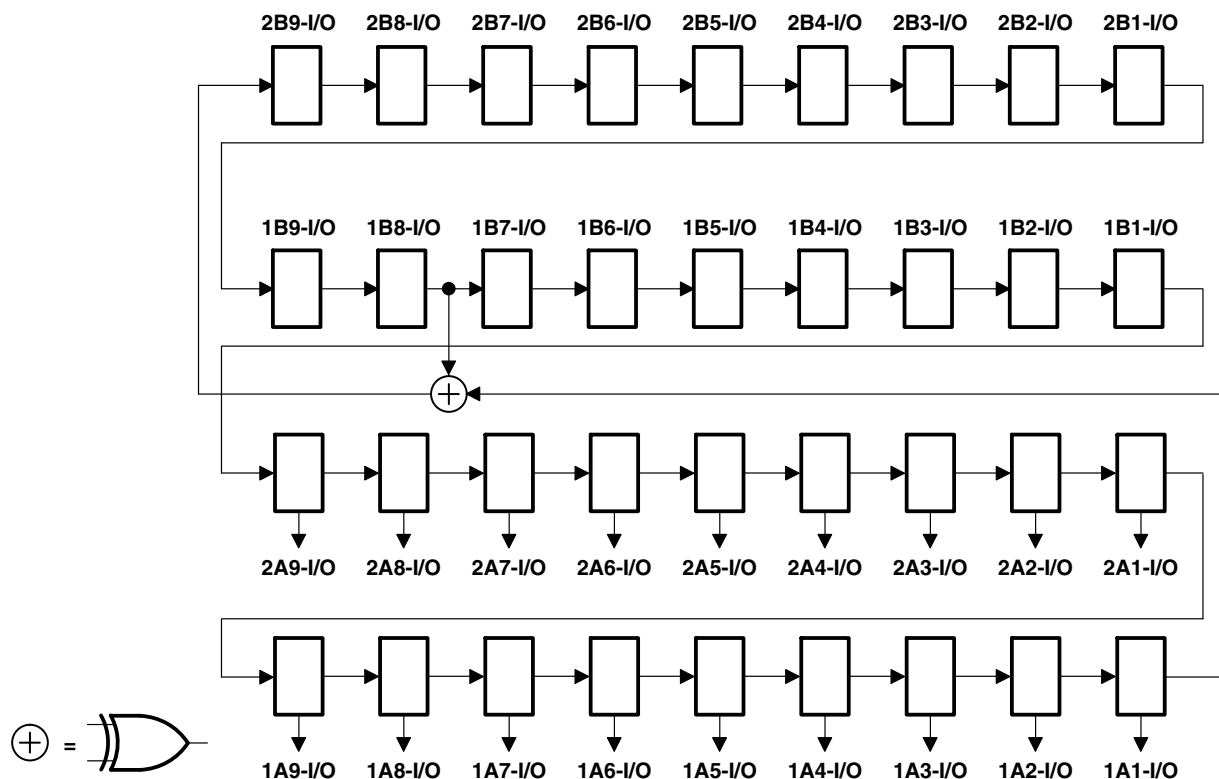 2B9-I/O 2B8-I/O 2B7-I/O 2B6-I/O 2B5-I/O 2B4-I/O 2B3-I/O 2B2-I/O 2B1-I/O
1B9-I/O 1B8-I/O 1B7-I/O 1B6-I/O 1B5-I/O 1B4-I/O 1B3-I/O 1B2-I/O 1B1-I/O
+
2A9-I/O 2A8-I/O 2A7-I/O 2A6-I/O 2A5-I/O 2A4-I/O 2A3-I/O 2A2-I/O 2A1-I/O
+ =
1A9-I/O 1A8-I/O 1A7-I/O 1A6-I/O 1A5-I/O 1A4-I/O 1A3-I/O 1A2-I/O 1A1-I/O